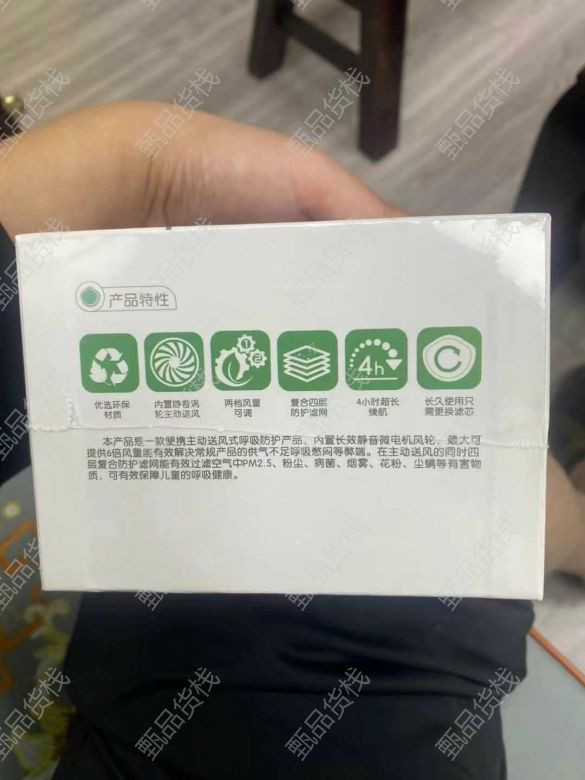 产品特性
优选环保
材质
内置静音涡
轮主动送风
两档风量
可调
复合四层
防护滤网
4h
4小时超长
续航
长久使用只
需更换滤芯
本产品是一款便携主动送风式呼吸防护产品，内置长效静音微电机风轮，最大可
提供6倍风量能有效解决常规产品的供气不足呼吸憋闷等弊端。在主动送风的同时四
层复合防护滤网能有效过滤空气中PM2.5、粉尘、病菌、烟雾、花粉、尘螨等有害物
质，可有效保障儿童的呼吸健康。
甄品货栈